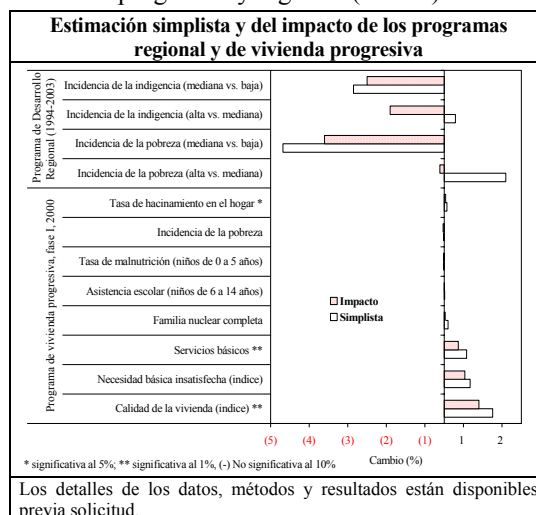 Estimación simplista y del impacto de los programas
regional y de vivienda progresiva
Programa de Desarrollo
Regional (1994-2003)
Incidencia de la indigencia (mediana vs. baja)
Incidencia de la indigencia (alta vs. mediana)
Incidencia de la pobreza (mediana vs. baja)
Incidencia de la pobreza (alta vs. mediana)
Programa de vivienda progresiva, fase I, 2000
Tasa de hacinamiento en el hogar *
Incidencia de la pobreza
Tasa de malnutrición (niños de 0 a 5 años)
Asistencia escolar (niños de 6 a 14 años)
Familia nuclear completa
Servicios básicos **
Necesidad básica insatisfecha (indice)
Calidad de la vivienda (indice) **
Impacto
Simplista
(5) (4) (3) (2) (1) 1 2
* significativa al 5%; ** significativa al 1%, (-) No significativa al 10%
Cambio (%)
Los detalles de los datos, métodos y resultados están disponibles
previa solicitud.